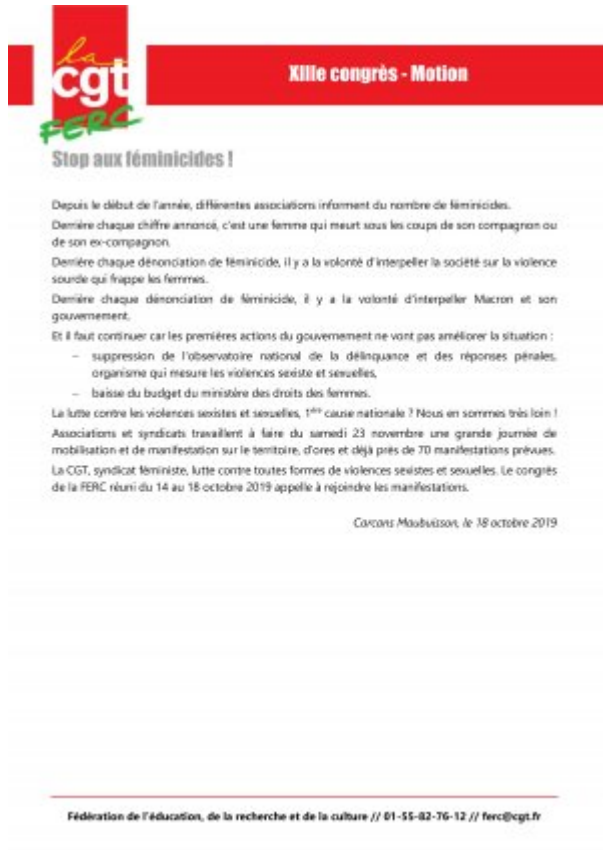 la
cgt
FERC
XIIIe congrès - Motion
Stop aux féminicides !
Depuis le début de l'année, différentes associations informent du nombre de féminicides.
Derrière chaque chiffre annoncé, c'est une femme qui meurt sous les coups de son compagnon ou
de son ex-compagnon.
Derrière chaque dénonciation de féminicide, il y a la volonté d'interpeller la société sur la violence
sourde qui frappe les femmes.
Derrière chaque dénonciation de féminicide, il y a la volonté d'interpeller Macron et son
gouvernement.
Et il faut continuer car les premières actions du gouvernement ne vont pas améliorer la situation :
– suppression de l'observatoire national de la délinquance et des réponses pénales,
organisme qui mesure les violences sexiste et sexuelles,
– baisse du budget du ministère des droits des femmes.
La lutte contre les violences sexistes et sexuelles, 1ère cause nationale ? Nous en sommes très loin !
Associations et syndicats travaillent à faire du samedi 23 novembre une grande journée de
mobilisation et de manifestation sur le territoire, d'ores et déjà près de 70 manifestations prévues.
La CGT, syndicat féministe, lutte contre toutes formes de violences sexistes et sexuelles. Le congrès
de la FERC réuni du 14 au 18 octobre 2019 appelle à rejoindre les manifestations.
Carcans Maubuisson, le 18 octobre 2019
Fédération de l'éducation, de la recherche et de la culture // 01-55-82-76-12 // ferc@cgt.fr